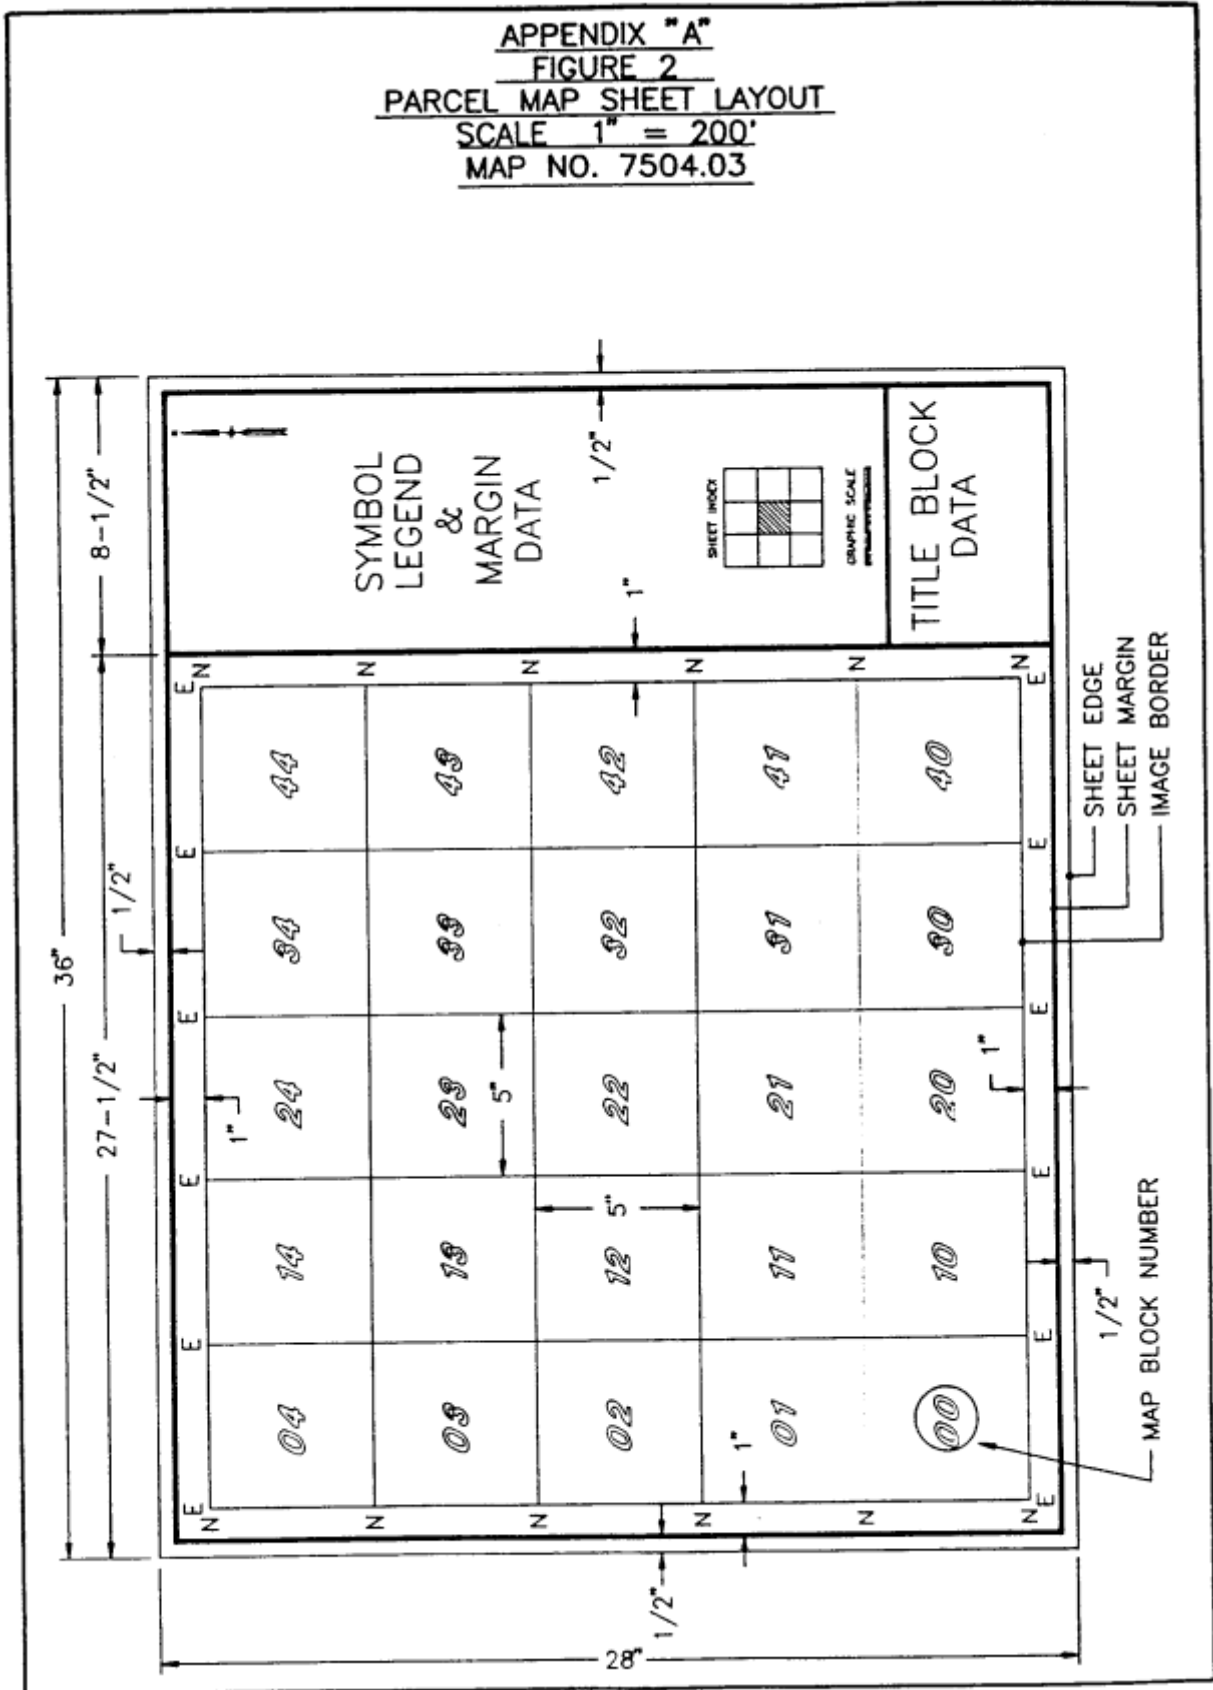 APPENDIX "A"
FIGURE 2
PARCEL MAP SHEET LAYOUT
SCALE 1" = 200'
MAP NO. 7504.03
36"
8-1/2"
27-1/2"
1/2"
1"
SYMBOL
LEGEND
&
MARGIN
DATA
1/2"
1"
SHEET INDEX
GRAPHIC SCALE
TITLE BLOCK
DATA
N N N N N N
E E E E E E
04 14 24 34 44
03 13 23 33 43
5"
02 12 22 32 42
5"
01 11 21 31 41
00 10 20 30 40
E E E E E E
N N N N N N
1"
1"
1/2"
1/2"
28"
SHEET EDGE
SHEET MARGIN
IMAGE BORDER
MAP BLOCK NUMBER